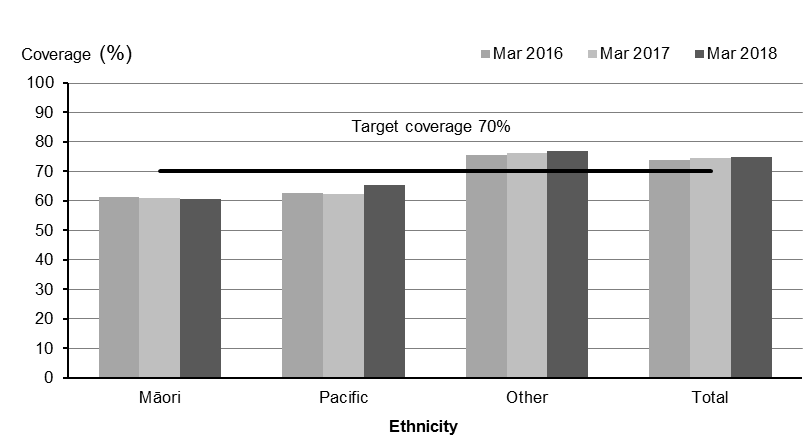 Coverage (%)
Mar 2016 Mar 2017 Mar 2018
100
90
Target coverage 70%
80
70
60
50
40
30
20
10
0
Māori Pacific Other Total
Ethnicity